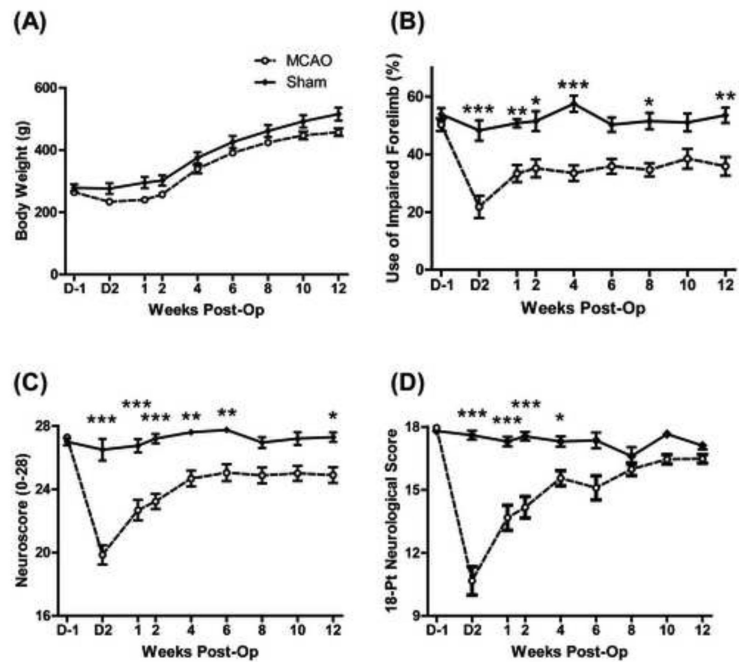 (A)
MCAO
Sham
Body Weight (g)
600
400
200
0
D-1 D2 1 2 4 6 8 10 12
Weeks Post-Op
(B)
Use of Impaired Forelimb (%)
60
40
20
0
*** ** * *** * **
D-1 D2 1 2 4 6 8 10 12
Weeks Post-Op
(C)
Neuroscore (0-28)
28
24
20
16
*** *** *** ** ** *
D-1 D2 1 2 4 6 8 10 12
Weeks Post-Op
(D)
18-Pt Neurological Score
18
15
12
9
*** *** *** *
D-1 D2 1 2 4 6 8 10 12
Weeks Post-Op